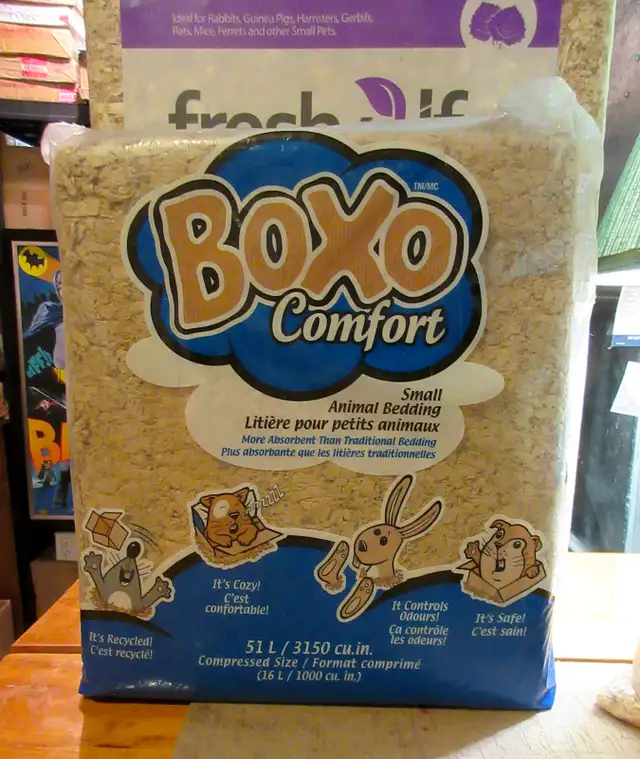 Ideal for Rabbits, Guinea Pigs, Hamsters, Gerbils,
Rats, Mice, Ferrets and other Small Pets.
fresh
BOXO
TM/MC
Comfort
Small
Animal Bedding
Litière pour petits animaux
More Absorbent Than Traditional Bedding
Plus absorbante que les litières traditionnelles
It's Cozy!
C'est
confortable!
It Controls
Odours!
Ça contrôle
les odeurs!
It's Safe!
C'est sain!
It's Recycled!
C'est recyclé!
51 L / 3150 cu.in.
Compressed Size / Format comprimé
(16 L / 1000 cu. in.)